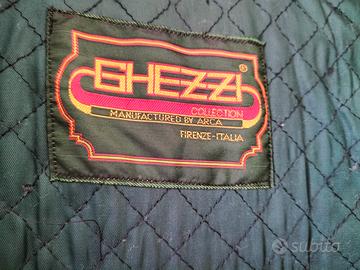 GHEZZI®
COLLECTION
MANUFACTURED BY ARCA
FIRENZE-ITALIA
subito